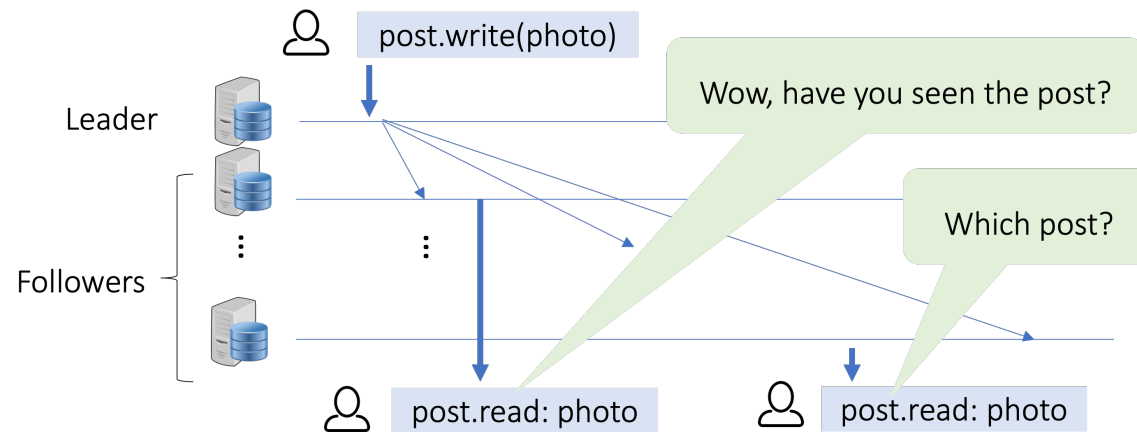 post.write(photo)
Wow, have you seen the post?
Leader
Which post?
Followers
post.read: photo
post.read: photo